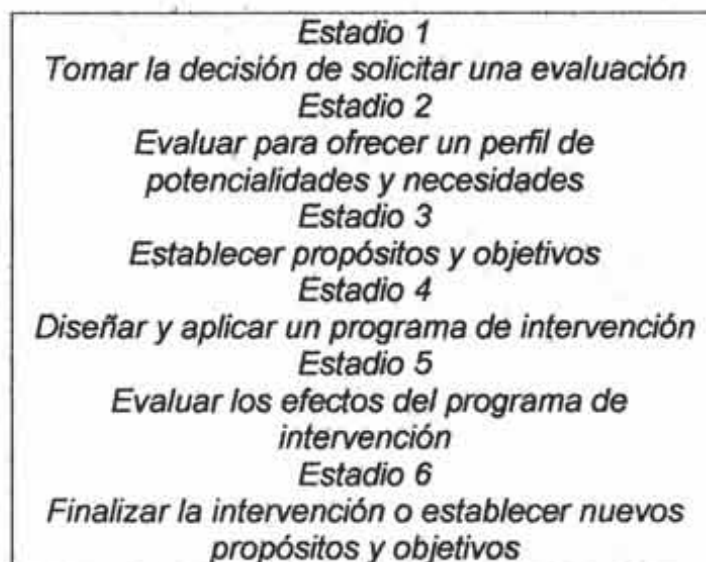 Estadio 1
Tomar la decisión de solicitar una evaluación
Estadio 2
Evaluar para ofrecer un perfil de
potencialidades y necesidades
Estadio 3
Establecer propósitos y objetivos
Estadio 4
Diseñar y aplicar un programa de intervención
Estadio 5
Evaluar los efectos del programa de
intervención
Estadio 6
Finalizar la intervención o establecer nuevos
propósitos y objetivos